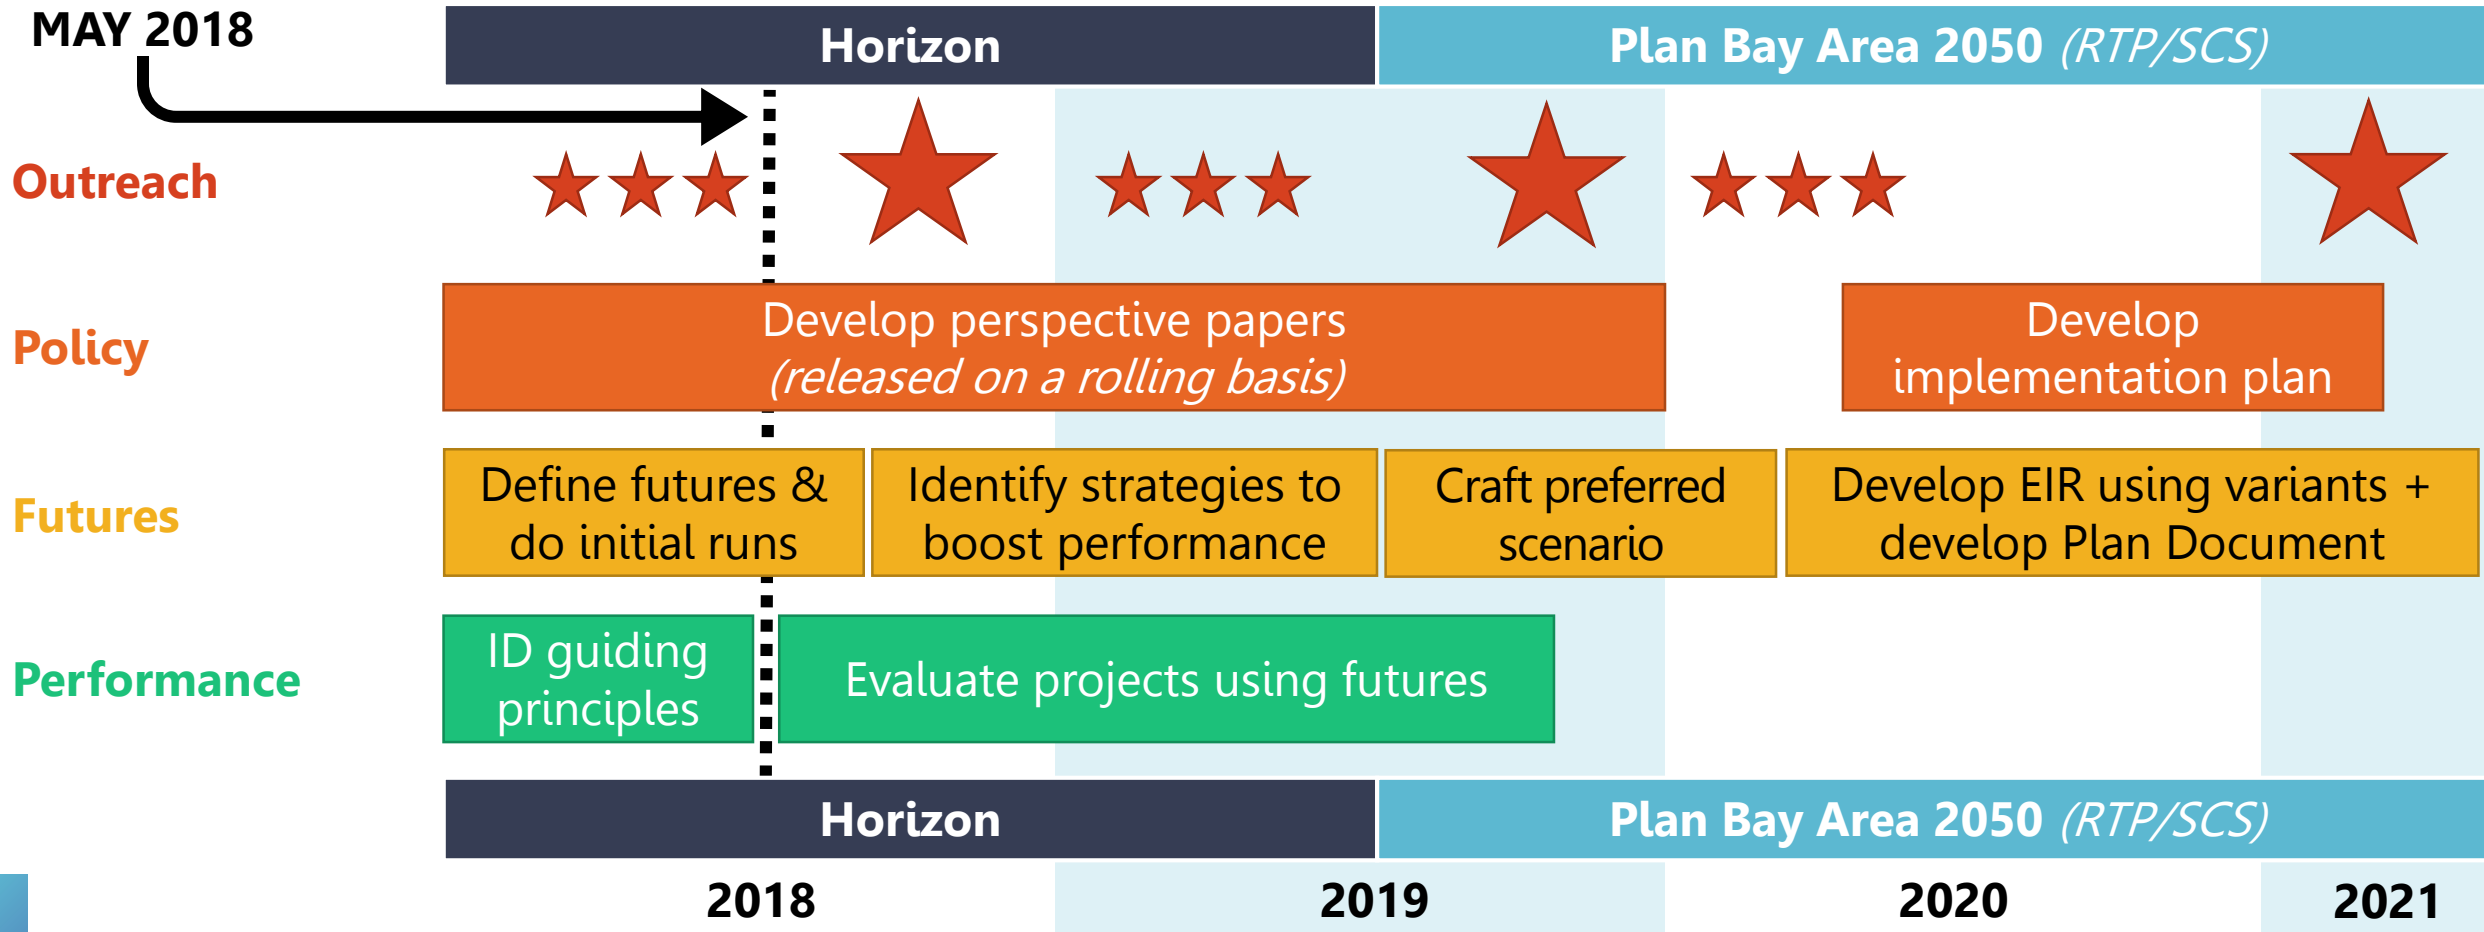 MAY 2018
Horizon
Plan Bay Area 2050 (RTP/SCS)
Outreach
Policy
Develop perspective papers
(released on a rolling basis)
Develop
implementation plan
Futures
Define futures &
do initial runs
Identify strategies to
boost performance
Craft preferred
scenario
Develop EIR using variants +
develop Plan Document
Performance
ID guiding
principles
Evaluate projects using futures
Horizon
Plan Bay Area 2050 (RTP/SCS)
2018
2019
2020
2021